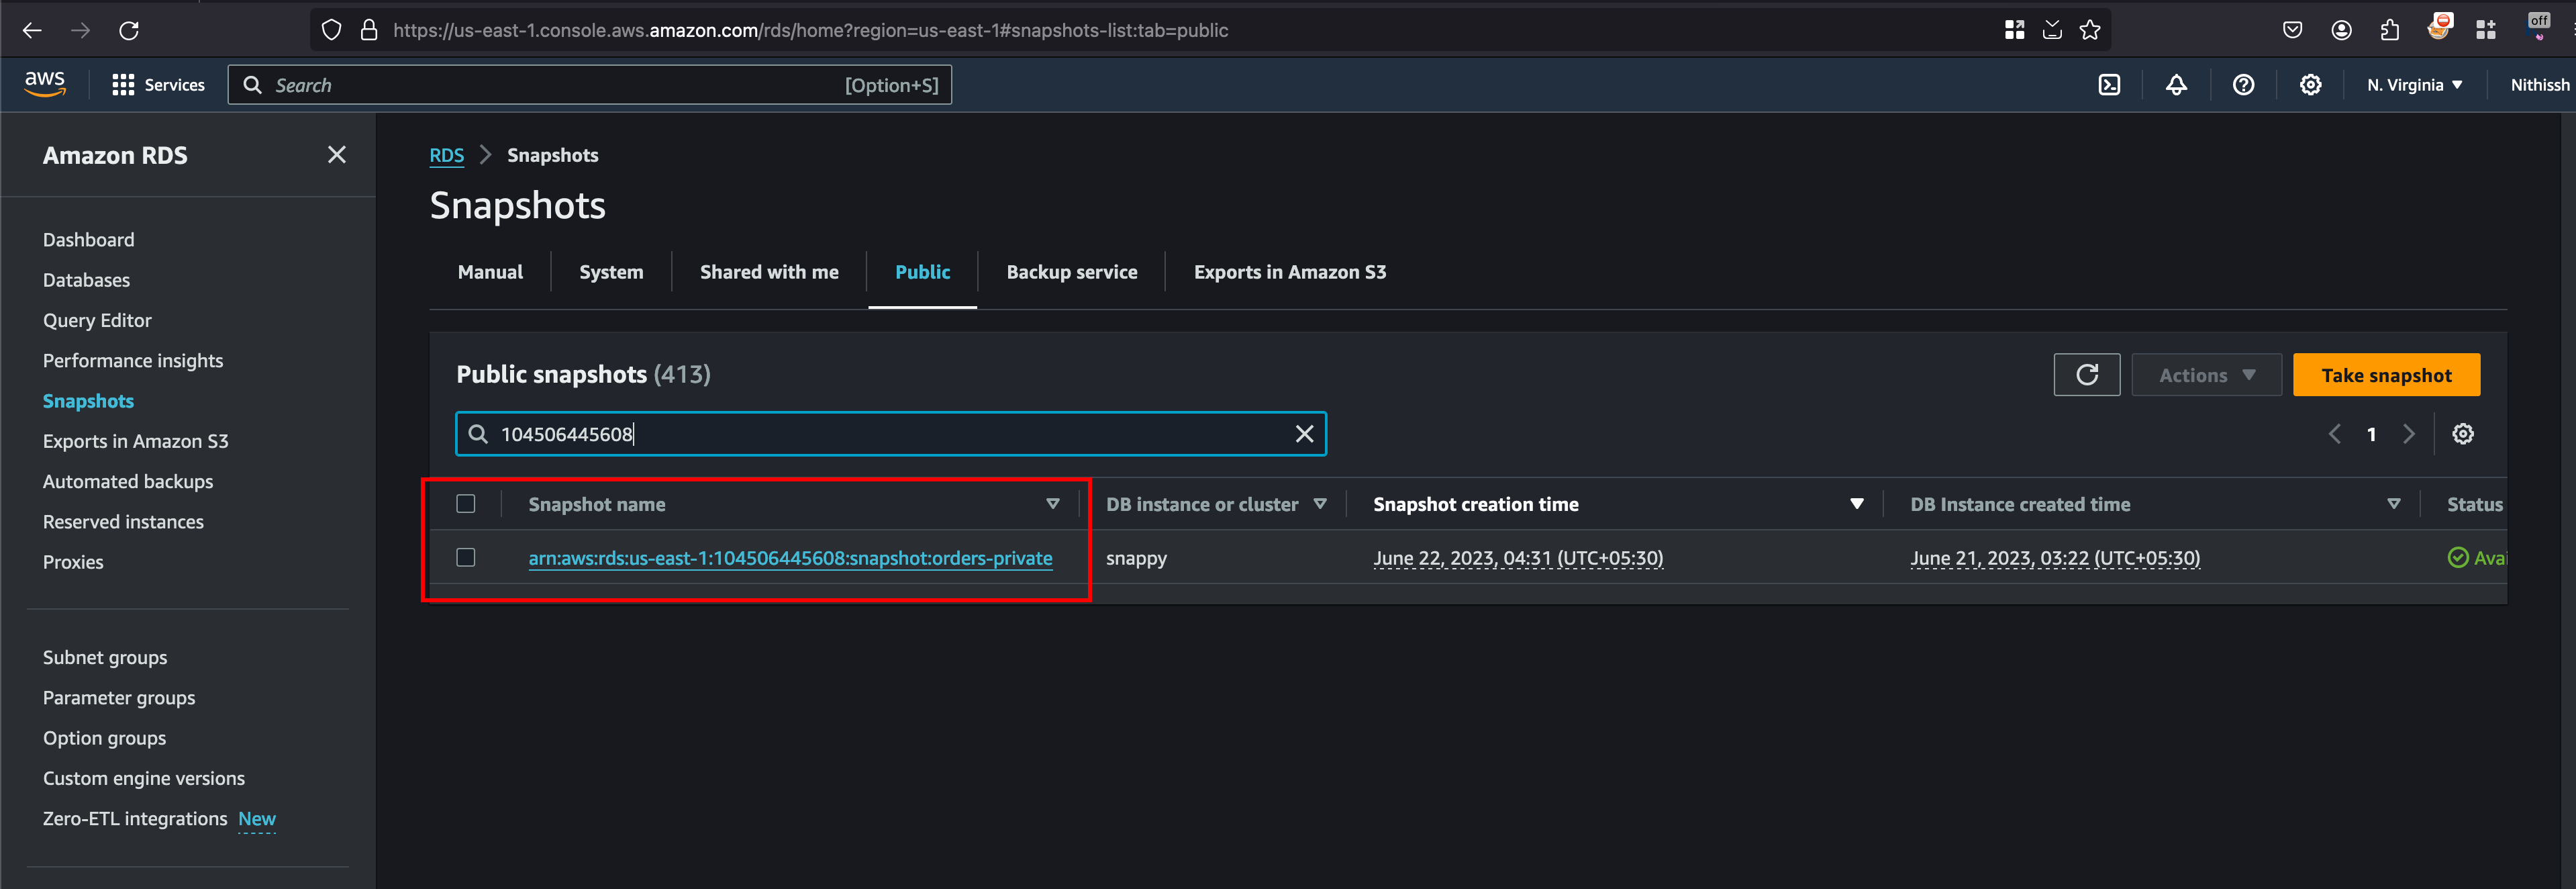 https://us-east-1.console.aws.amazon.com/rds/home?region=us-east-1#snapshots-list:tab=public
off
aws
Services
Search
[Option+S]
N. Virginia
Nithissh
Amazon RDS
Dashboard
Databases
Query Editor
Performance insights
Snapshots
Exports in Amazon S3
Automated backups
Reserved instances
Proxies
Subnet groups
Parameter groups
Option groups
Custom engine versions
Zero-ETL integrations New
RDS > Snapshots
Snapshots
Manual
System
Shared with me
Public
Backup service
Exports in Amazon S3
Public snapshots (413)
Actions
Take snapshot
104506445608
1
Snapshot name
DB instance or cluster
Snapshot creation time
DB Instance created time
Status
arn:aws:rds:us-east-1:104506445608:snapshot:orders-private
snappy
June 22, 2023, 04:31 (UTC+05:30)
June 21, 2023, 03:22 (UTC+05:30)
Avai